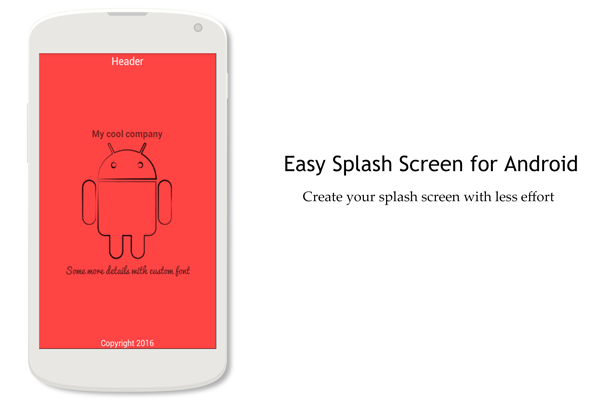 Header
My cool company
Some more details with custom font
Copyright 2016
Easy Splash Screen for Android
Create your splash screen with less effort